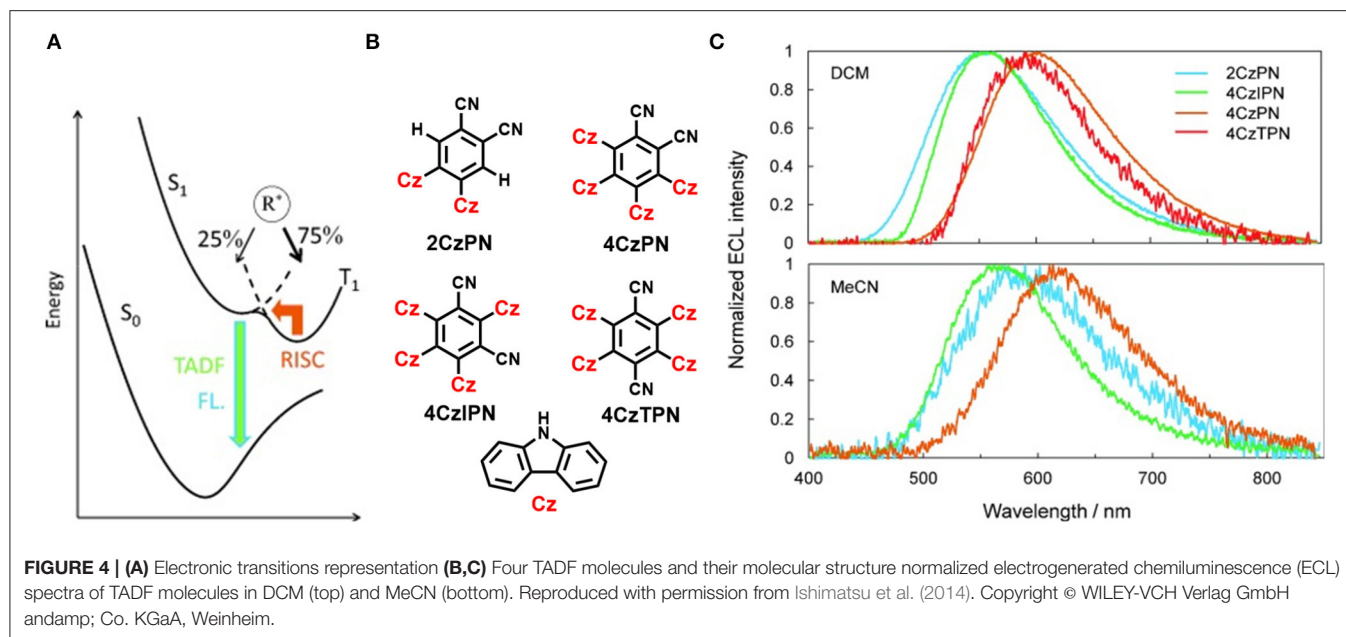 A
B
C
S1
R*
25%
75%
T1
S0
Energy
TADF
FL.
RISC
CN
H
CN
Cz
H
Cz
2CzPN
CN
Cz
CN
Cz
Cz
Cz
4CzPN
CN
Cz
Cz
Cz
CN
Cz
4CzIPN
CN
Cz
Cz
Cz
Cz
CN
4CzTPN
H
N
Cz
Normalized ECL intensity
1
0.8
0.6
0.4
0.2
0
DCM
2CzPN
4CzIPN
4CzPN
4CzTPN
1
0.8
0.6
0.4
0.2
0
MeCN
400 500 600 700 800
Wavelength / nm
FIGURE 4 | (A) Electronic transitions representation (B,C) Four TADF molecules and their molecular structure normalized electrogenerated chemiluminescence (ECL)
spectra of TADF molecules in DCM (top) and MeCN (bottom). Reproduced with permission from Ishimatsu et al. (2014). Copyright © WILEY-VCH Verlag GmbH
andamp; Co. KGaA, Weinheim.